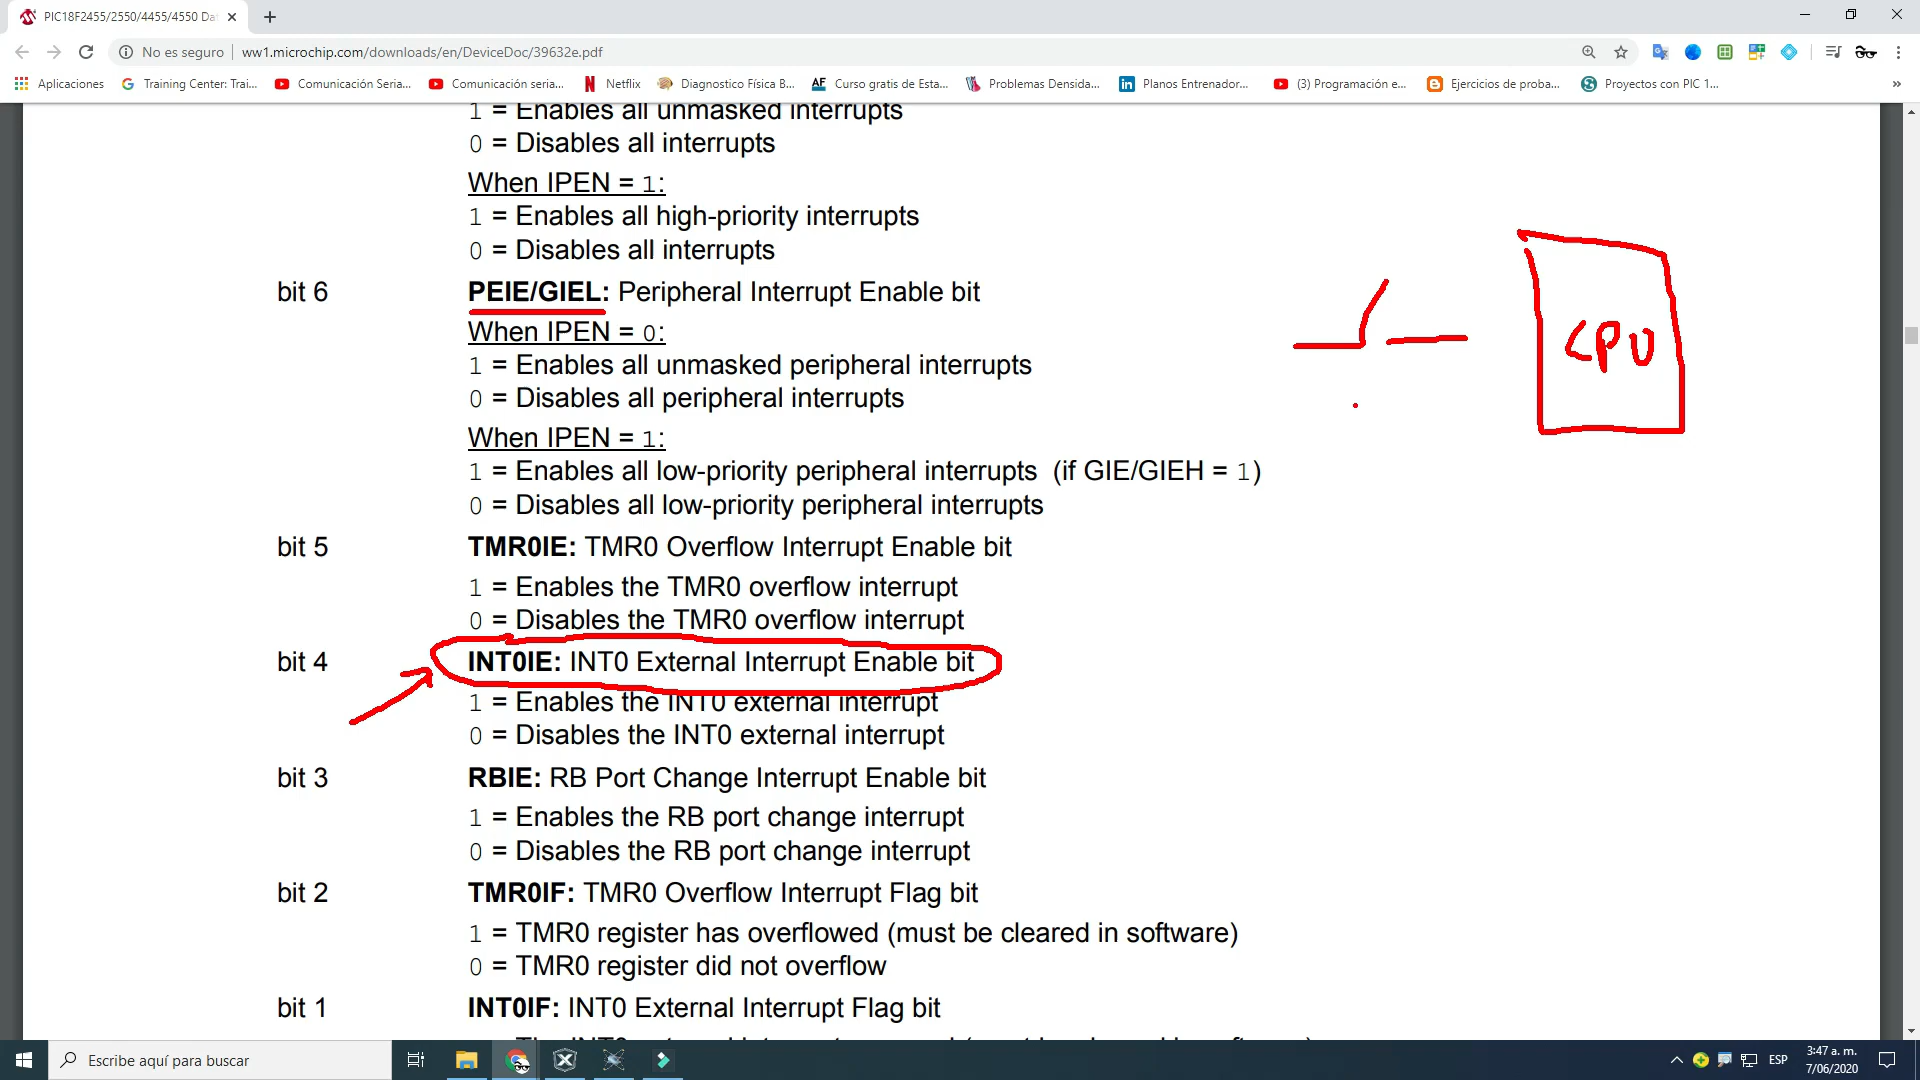 PIC18F2455/2550/4455/4550 Da
No es seguro
ww1.microchip.com/downloads/en/DeviceDoc/39632e.pdf
Aplicaciones
Training Center: Trai...
Comunicación Seria...
Comunicación seria...
Netflix
Diagnostico Física B...
AF Curso gratis de Esta...
Problemas Densida...
Planos Entrenador...
(3) Programación e...
Ejercicios de proba...
Proyectos con PIC 1...
1 = Enables all unmasked interrupts
0 = Disables all interrupts
When IPEN = 1:
1 = Enables all high-priority interrupts
0 = Disables all interrupts
bit 6 PEIE/GIEL: Peripheral Interrupt Enable bit
When IPEN = 0:
1 = Enables all unmasked peripheral interrupts
0 = Disables all peripheral interrupts
When IPEN = 1:
1 = Enables all low-priority peripheral interrupts (if GIE/GIEH = 1)
0 = Disables all low-priority peripheral interrupts
CPU
bit 5 TMR0IE: TMR0 Overflow Interrupt Enable bit
1 = Enables the TMR0 overflow interrupt
0 = Disables the TMR0 overflow interrupt
bit 4 INT0IE: INT0 External Interrupt Enable bit
1 = Enables the INT0 external interrupt
0 = Disables the INT0 external interrupt
bit 3 RBIE: RB Port Change Interrupt Enable bit
1 = Enables the RB port change interrupt
0 = Disables the RB port change interrupt
bit 2 TMR0IF: TMR0 Overflow Interrupt Flag bit
1 = TMR0 register has overflowed (must be cleared in software)
0 = TMR0 register did not overflow
bit 1 INT0IF: INT0 External Interrupt Flag bit
Escribe aquí para buscar
ESP
3:47 a. m.
7/06/2020